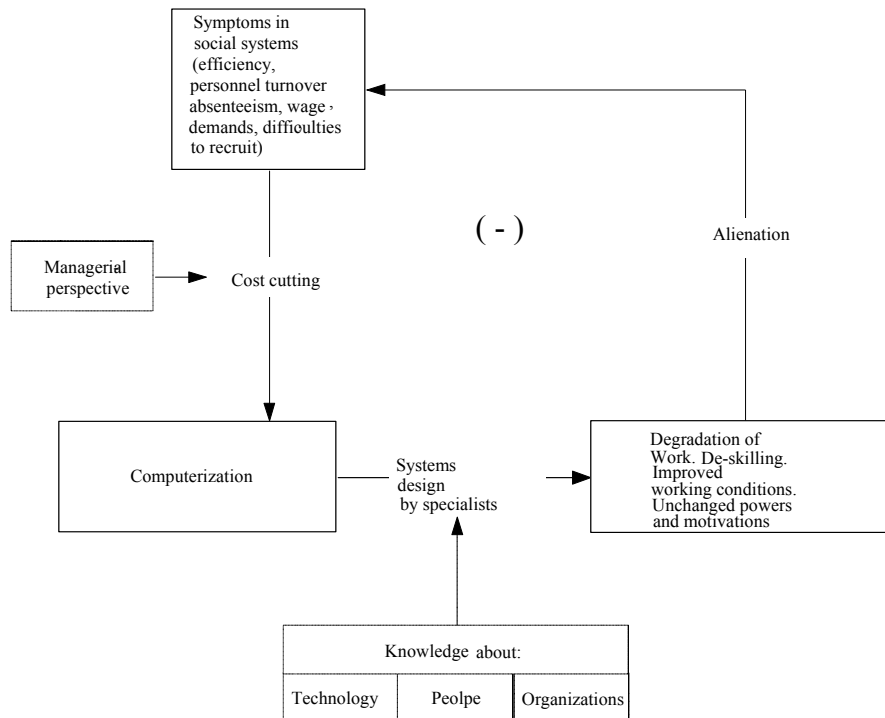 Symptoms in
social systems
(efficiency,
personnel turnover
absenteeism, wage,
demands, difficulties
to recruit)
( - )
Alienation
Managerial
perspective
Cost cutting
Computerization
Systems
design
by specialists
Degradation of
Work. De-skilling.
Improved
working conditions.
Unchanged powers
and motivations
Knowledge about:
Technology
Peolpe
Organizations